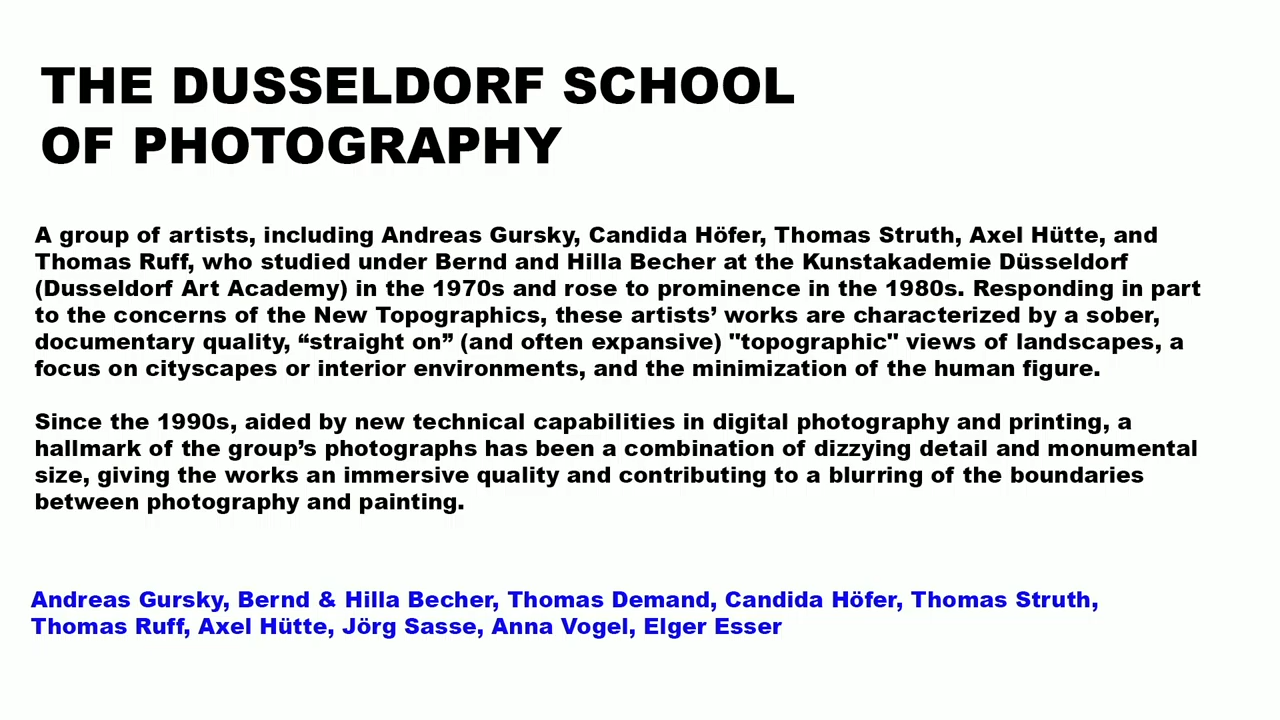 THE DUSSELDORF SCHOOL
OF PHOTOGRAPHY
A group of artists, including Andreas Gursky, Candida Höfer, Thomas Struth, Axel Hütte, and
Thomas Ruff, who studied under Bernd and Hilla Becher at the Kunstakademie Düsseldorf
(Dusseldorf Art Academy) in the 1970s and rose to prominence in the 1980s. Responding in part
to the concerns of the New Topographics, these artists’ works are characterized by a sober,
documentary quality, “straight on” (and often expansive) "topographic" views of landscapes, a
focus on cityscapes or interior environments, and the minimization of the human figure.
Since the 1990s, aided by new technical capabilities in digital photography and printing, a
hallmark of the group’s photographs has been a combination of dizzying detail and monumental
size, giving the works an immersive quality and contributing to a blurring of the boundaries
between photography and painting.
Andreas Gursky, Bernd & Hilla Becher, Thomas Demand, Candida Höfer, Thomas Struth,
Thomas Ruff, Axel Hütte, Jörg Sasse, Anna Vogel, Elger Esser